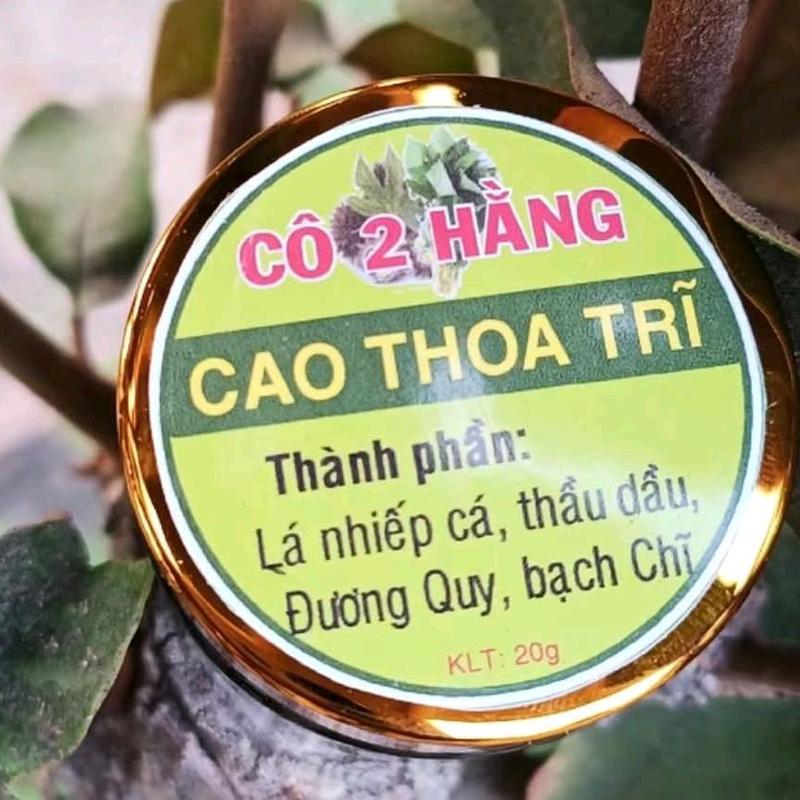 CÔ 2 HẰNG
CAO THOA TRĨ
Thành phần:
Lá nhiếp cá, thầu dầu,
Đương Quy, bạch Chĩ
KLT: 20g